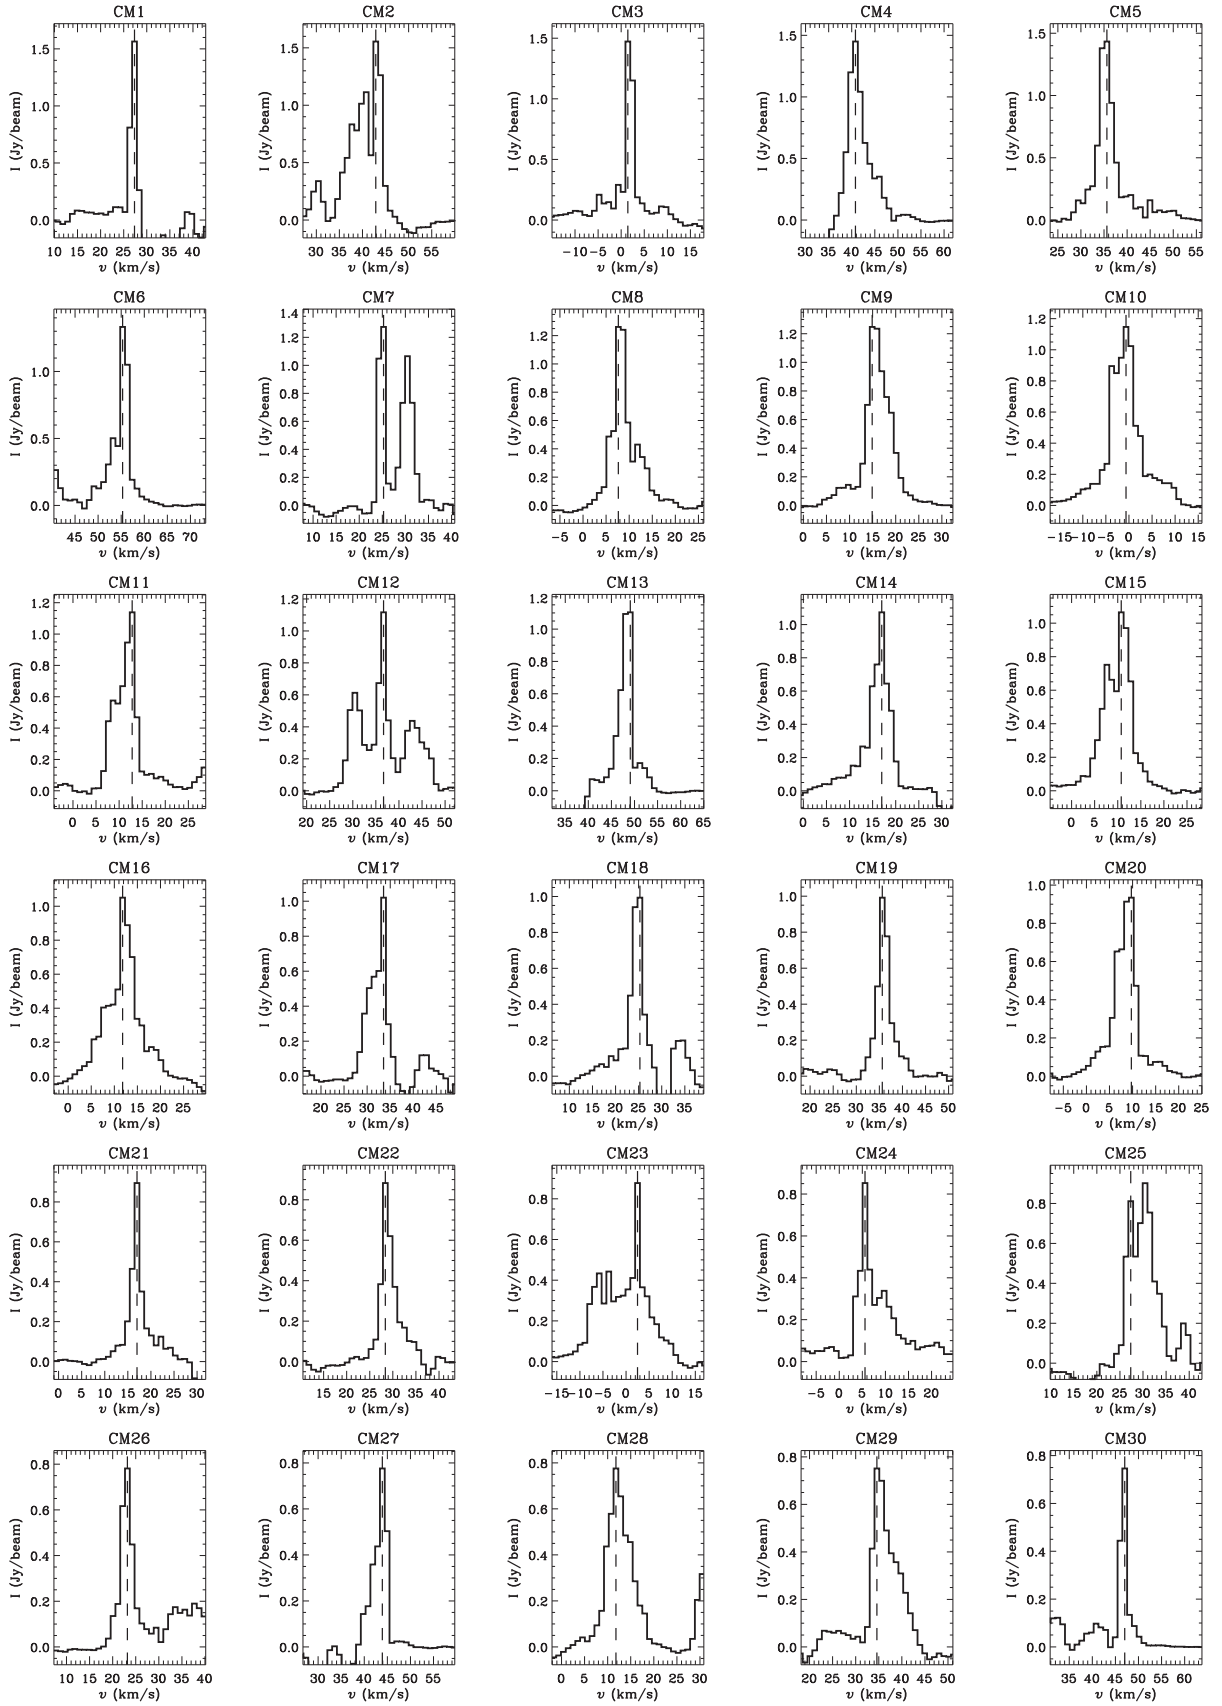 CM1 CM2 CM3 CM4 CM5
1.5 1.5 1.5 1.5 1.5
1.0 1.0 1.0 1.0 1.0
0.5 0.5 0.5 0.5 0.5
0.0 0.0 0.0 0.0 0.0
I (Jy/beam) I (Jy/beam) I (Jy/beam) I (Jy/beam) I (Jy/beam)
10 15 20 25 30 35 40 30 35 40 45 50 55 −10 −5 0 5 10 15 30 35 40 45 50 55 60 25 30 35 40 45 50 55
v (km/s) v (km/s) v (km/s) v (km/s) v (km/s)
CM6 CM7 CM8 CM9 CM10
1.4
1.2 1.2 1.2 1.2
1.0 1.0 1.0 1.0 1.0
0.8 0.8 0.8 0.8
0.5 0.6 0.6 0.6 0.6
0.4 0.4 0.4 0.4
0.2 0.2 0.2 0.2
0.0 0.0 0.0 0.0 0.0
I (Jy/beam) I (Jy/beam) I (Jy/beam) I (Jy/beam) I (Jy/beam)
45 50 55 60 65 70 10 15 20 25 30 35 40 −5 0 5 10 15 20 25 0 5 10 15 20 25 30 −15 −10 −5 0 5 10 15
v (km/s) v (km/s) v (km/s) v (km/s) v (km/s)
CM11 CM12 CM13 CM14 CM15
1.2 1.2 1.2
1.0 1.0 1.0 1.0 1.0
0.8 0.8 0.8 0.8 0.8
0.6 0.6 0.6 0.6 0.6
0.4 0.4 0.4 0.4 0.4
0.2 0.2 0.2 0.2 0.2
0.0 0.0 0.0 0.0 0.0
I (Jy/beam) I (Jy/beam) I (Jy/beam) I (Jy/beam) I (Jy/beam)
0 5 10 15 20 25 20 25 30 35 40 45 50 35 40 45 50 55 60 65 0 5 10 15 20 25 30 0 5 10 15 20 25
v (km/s) v (km/s) v (km/s) v (km/s) v (km/s)
CM16 CM17 CM18 CM19 CM20
1.0 1.0 1.0 1.0 1.0
0.8 0.8 0.8 0.8 0.8
0.6 0.6 0.6 0.6 0.6
0.4 0.4 0.4 0.4 0.4
0.2 0.2 0.2 0.2 0.2
0.0 0.0 0.0 0.0 0.0
I (Jy/beam) I (Jy/beam) I (Jy/beam) I (Jy/beam) I (Jy/beam)
0 5 10 15 20 25 20 25 30 35 40 45 10 15 20 25 30 35 20 25 30 35 40 45 50 −5 0 5 10 15 20 25
v (km/s) v (km/s) v (km/s) v (km/s) v (km/s)
CM21 CM22 CM23 CM24 CM25
0.8 0.8 0.8 0.8 0.8
0.6 0.6 0.6 0.6 0.6
0.4 0.4 0.4 0.4 0.4
0.2 0.2 0.2 0.2 0.2
0.0 0.0 0.0 0.0 0.0
I (Jy/beam) I (Jy/beam) I (Jy/beam) I (Jy/beam) I (Jy/beam)
0 5 10 15 20 25 30 15 20 25 30 35 40 −15 −10 −5 0 5 10 15 −5 0 5 10 15 20 10 15 20 25 30 35 40
v (km/s) v (km/s) v (km/s) v (km/s) v (km/s)
CM26 CM27 CM28 CM29 CM30
0.8 0.8 0.8 0.8 0.8
0.6 0.6 0.6 0.6 0.6
0.4 0.4 0.4 0.4 0.4
0.2 0.2 0.2 0.2 0.2
0.0 0.0 0.0 0.0 0.0
I (Jy/beam) I (Jy/beam) I (Jy/beam) I (Jy/beam) I (Jy/beam)
10 15 20 25 30 35 40 30 35 40 45 50 55 0 5 10 15 20 25 30 20 25 30 35 40 45 50 35 40 45 50 55 60
v (km/s) v (km/s) v (km/s) v (km/s) v (km/s)